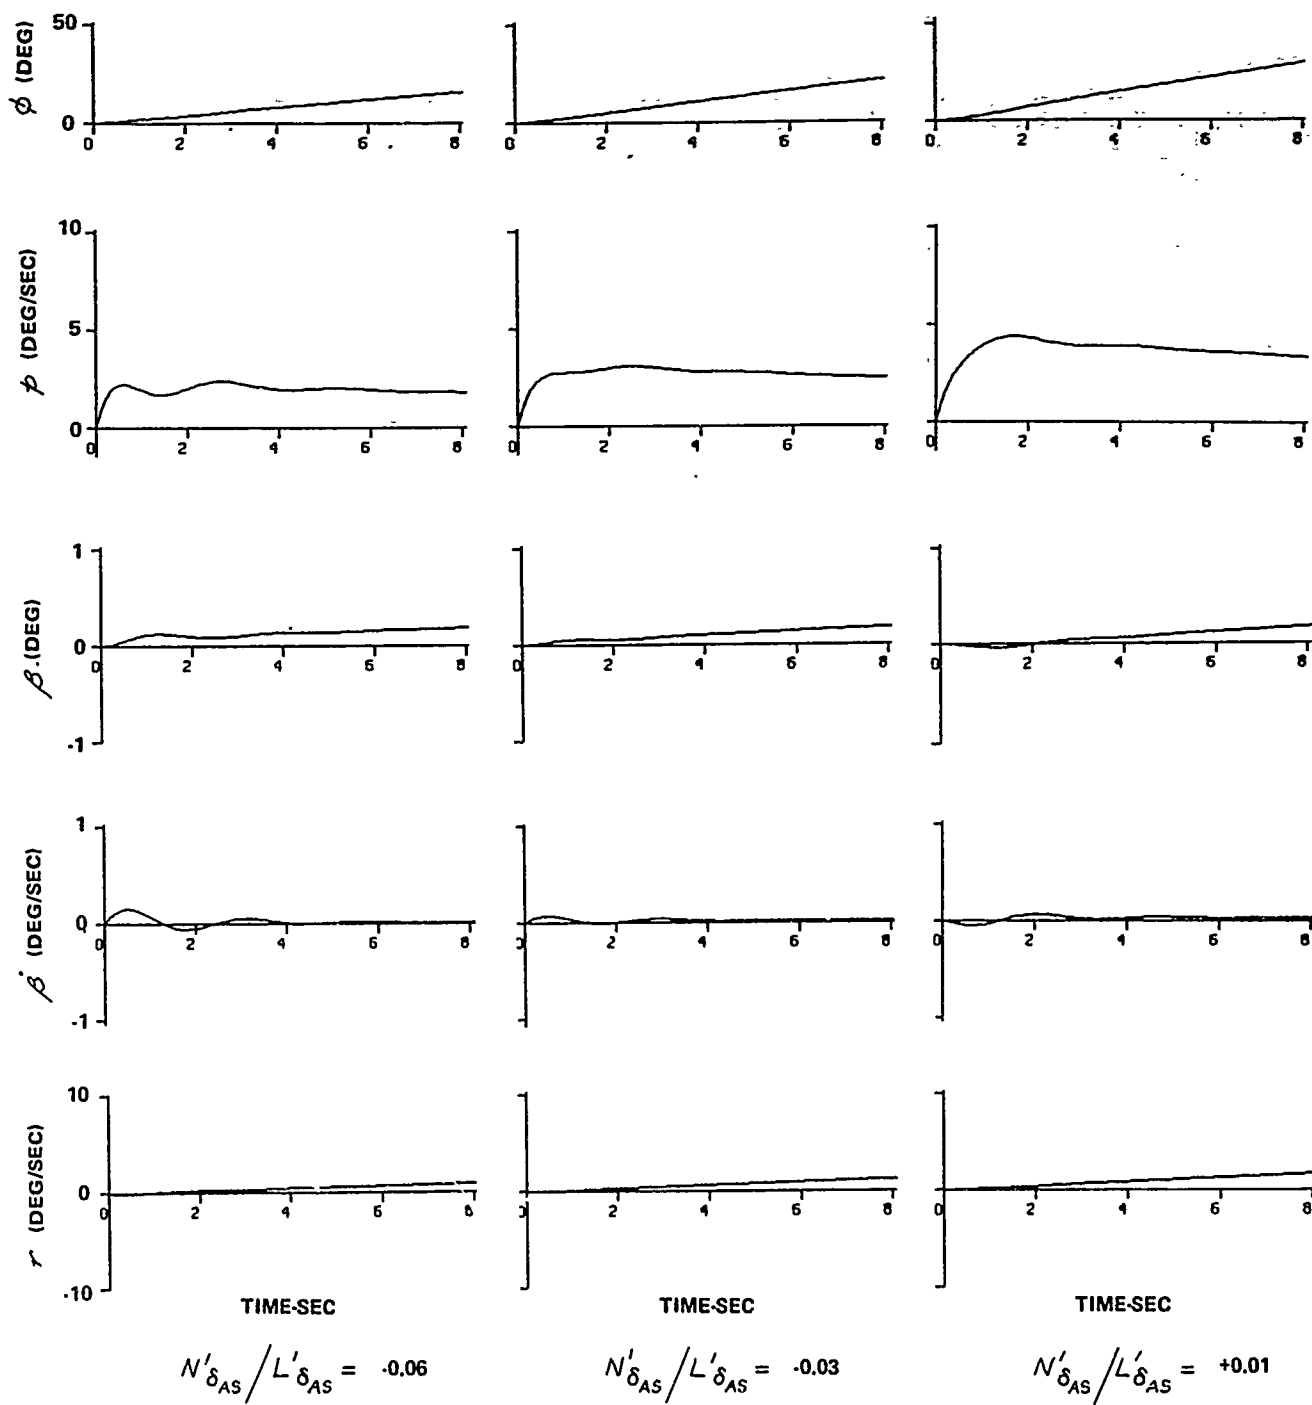 50
ϕ (DEG)
0
0 2 4 6 8
0 2 4 6 8
0 2 4 6 8
10
p (DEG/SEC)
5
0
0 2 4 6 8
0 2 4 6 8
0 2 4 6 8
1
β (DEG)
0
-1
0 2 4 6 8
0 2 4 6 8
0 2 4 6 8
1
β̇ (DEG/SEC)
0
-1
0 2 4 6 8
0 2 4 6 8
0 2 4 6 8
10
r (DEG/SEC)
0
-10
0 2 4 6 8
0 2 4 6 8
0 2 4 6 8
TIME-SEC TIME-SEC TIME-SEC
N'δAS/L'δAS = -0.06 N'δAS/L'δAS = -0.03 N'δAS/L'δAS = +0.01